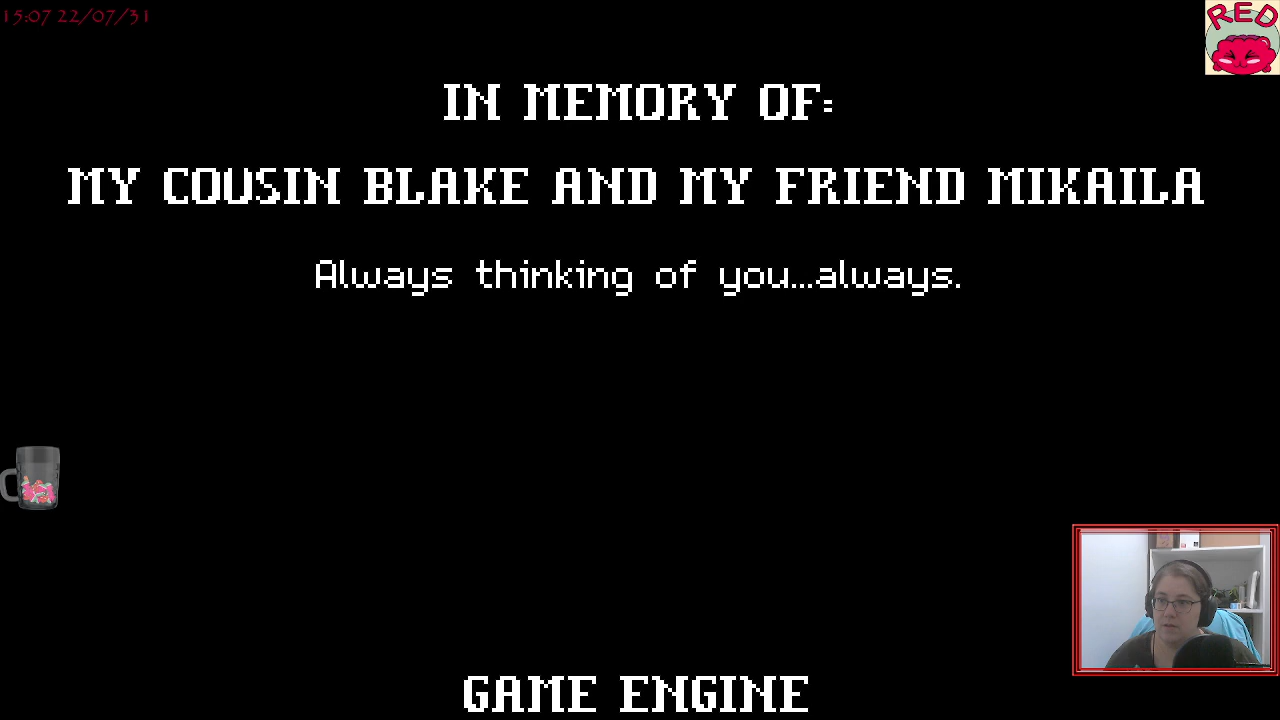 15:07 22/07/31
RED
IN MEMORY OF:
MY COUSIN BLAKE AND MY FRIEND MIKAILA
Always thinking of you...always.
GAME ENGINE